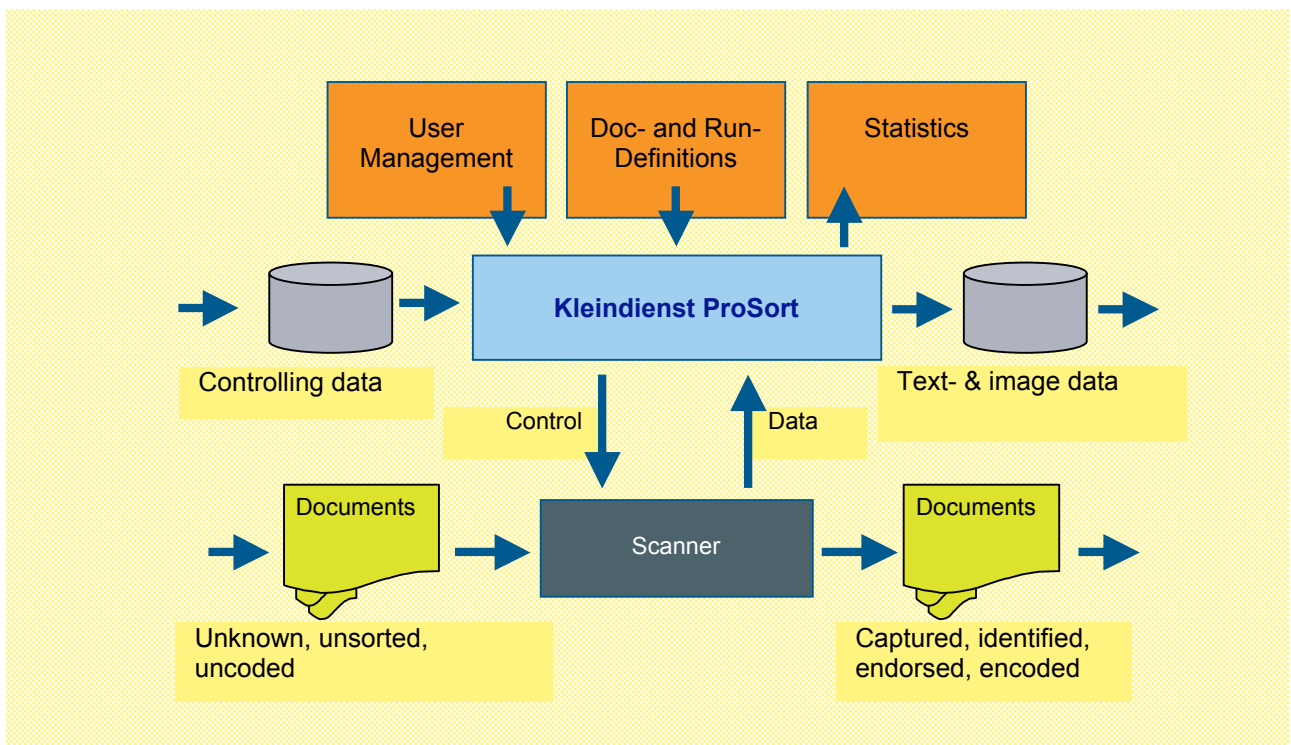 User
Management
Doc- and Run-
Definitions
Statistics
Kleindienst ProSort
Controlling data
Text- & image data
Control
Data
Documents
Scanner
Documents
Unknown, unsorted,
uncoded
Captured, identified,
endorsed, encoded